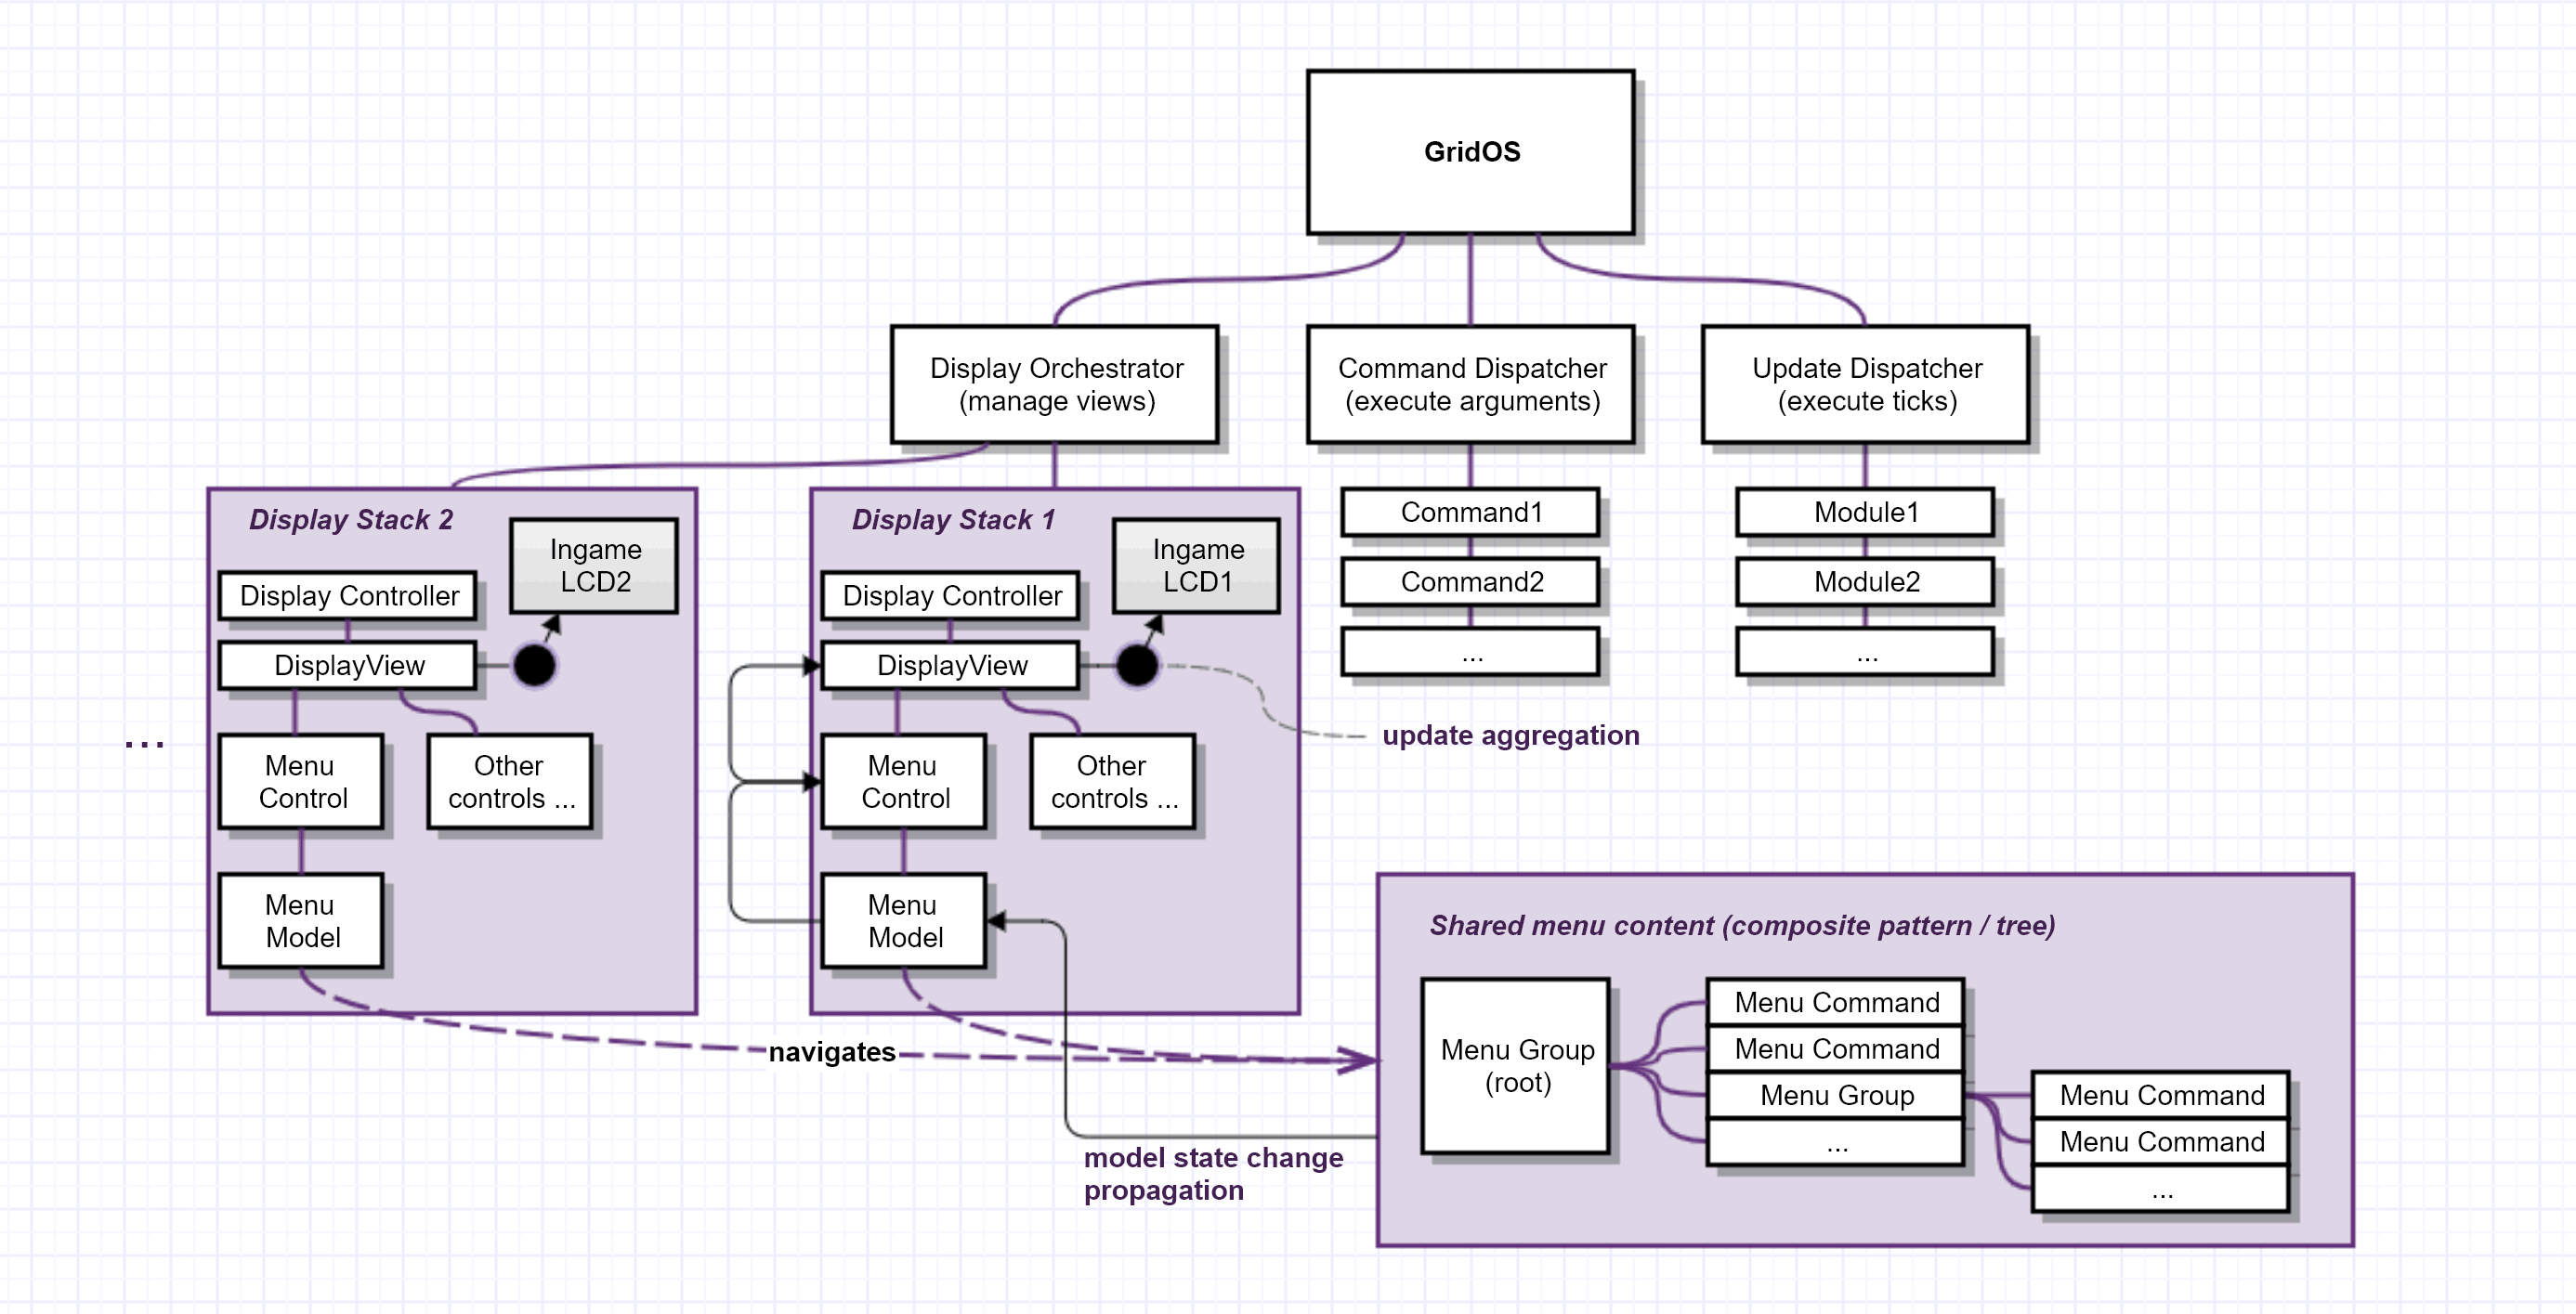 GridOS
Display Orchestrator
(manage views)
Command Dispatcher
(execute arguments)
Update Dispatcher
(execute ticks)
...
Display Stack 2
Ingame
LCD2
Display Controller
DisplayView
Menu
Control
Other
controls ...
Menu
Model
Display Stack 1
Ingame
LCD1
Display Controller
DisplayView
Menu
Control
Other
controls ...
Menu
Model
Command1
Command2
...
Module1
Module2
...
update aggregation
navigates
model state change
propagation
Shared menu content (composite pattern / tree)
Menu Group
(root)
Menu Command
Menu Command
Menu Group
...
Menu Command
Menu Command
...